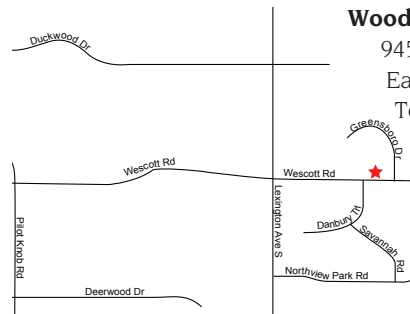 Wood
945
Ea
To
Duckwood Dr
Greensboro Dr
Wescott Rd
Wescott Rd
Lexington Ave S
Pilot Knob Rd
Danbury Trl
Savannah Rd
Northview Park Rd
Deerwood Dr